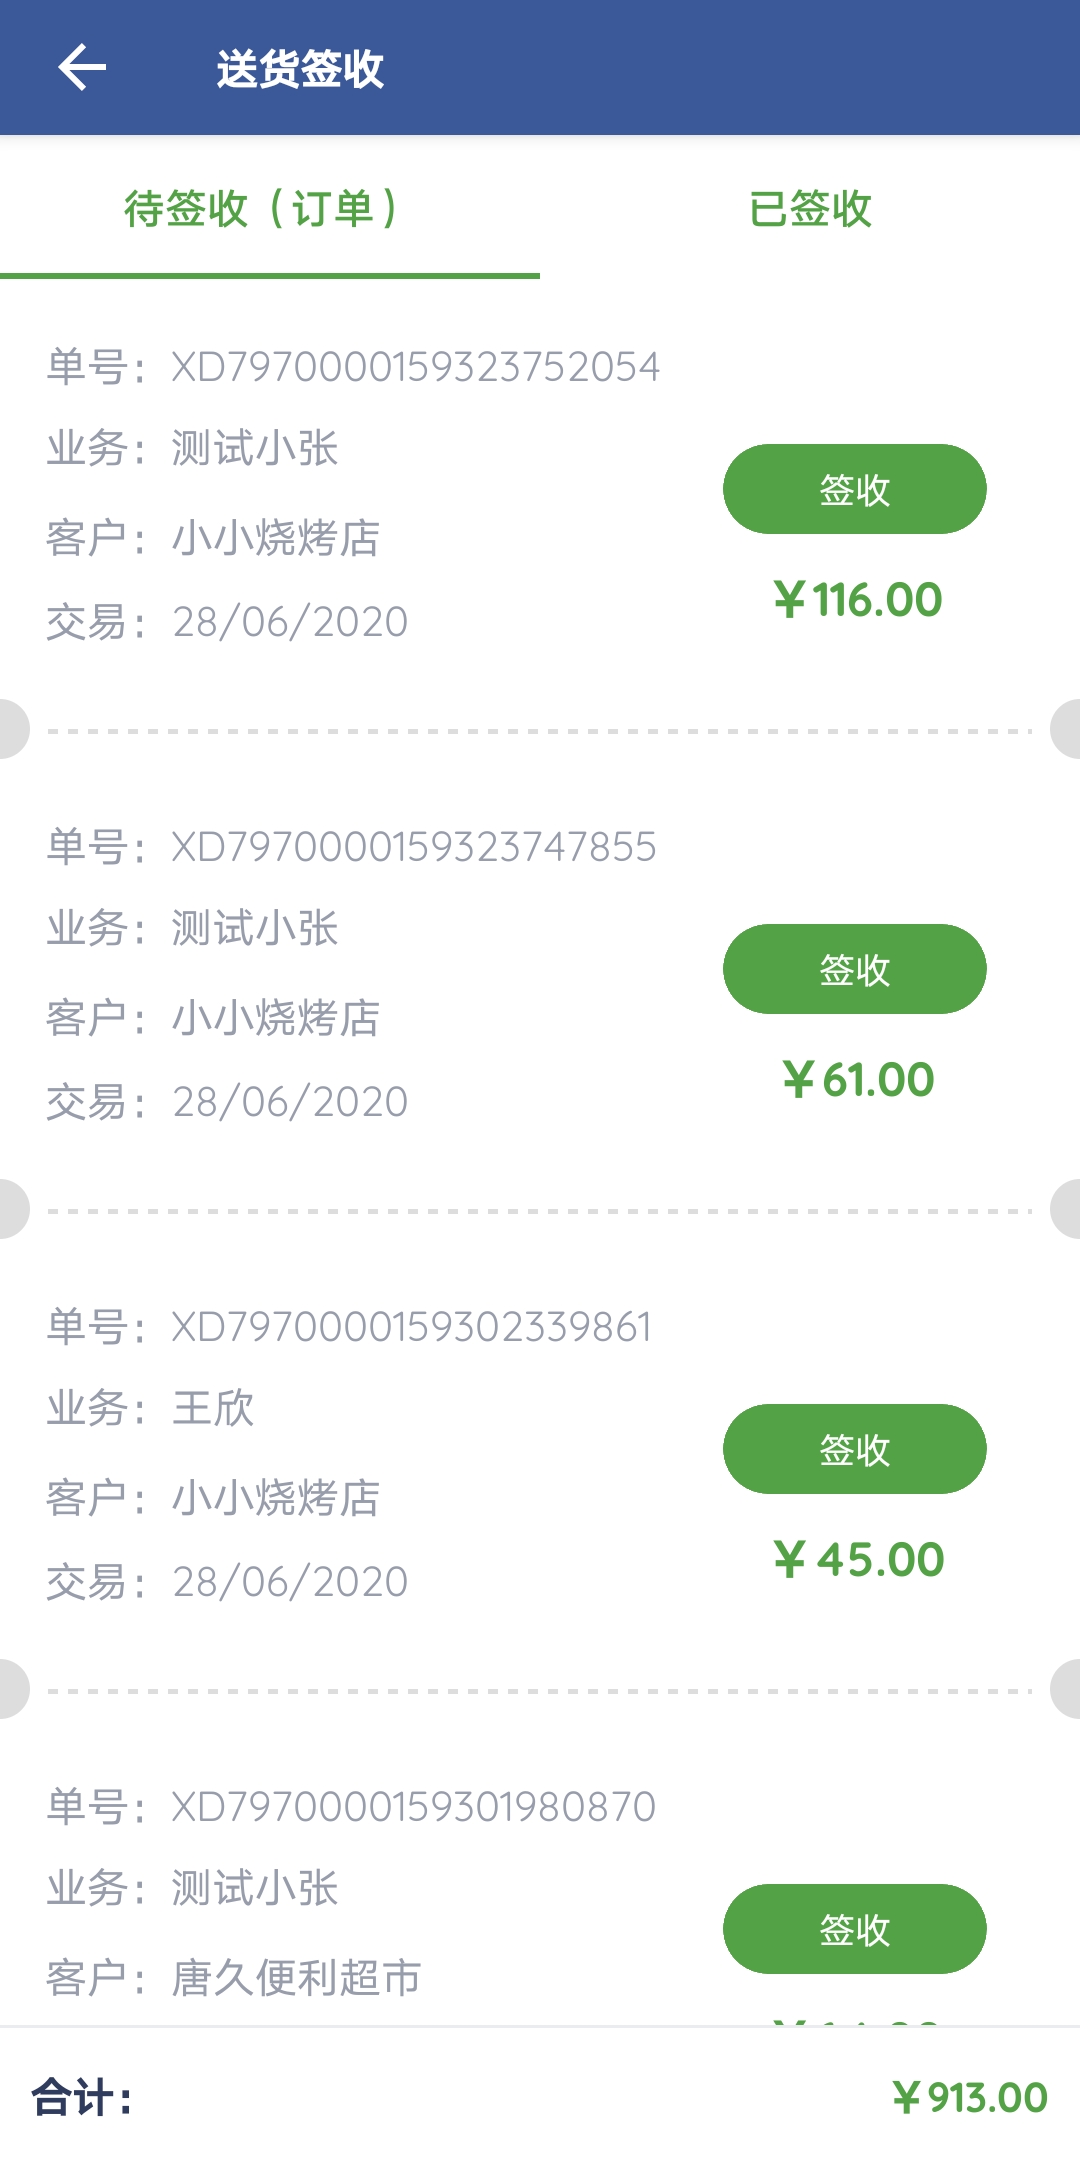 送货签收
待签收（订单） 已签收
单号： XD7970000159323752054
业务： 测试小张
签收
客户： 小小烧烤店
￥116.00
交易： 28/06/2020
单号： XD7970000159323747855
业务： 测试小张
签收
客户： 小小烧烤店
￥61.00
交易： 28/06/2020
单号： XD7970000159302339861
业务： 王欣
签收
客户： 小小烧烤店
￥45.00
交易： 28/06/2020
单号： XD7970000159301980870
业务： 测试小张
签收
客户： 唐久便利超市
合计： ￥913.00